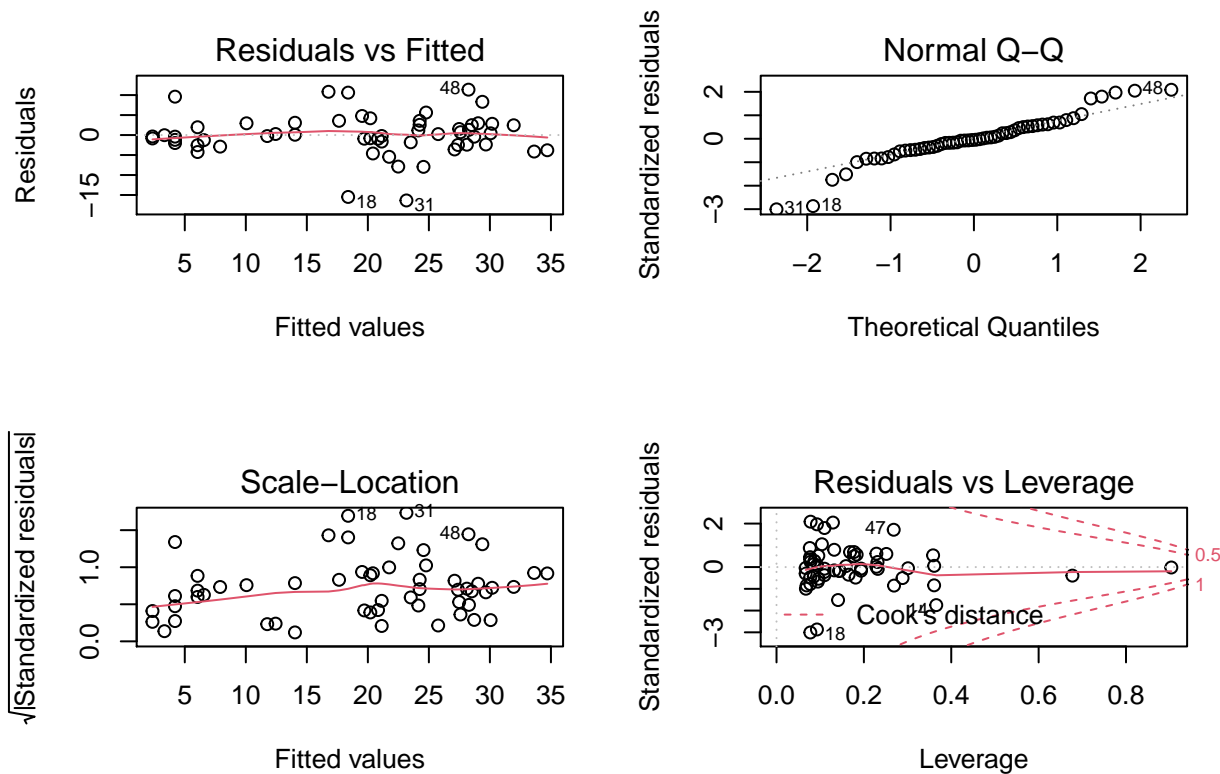 Residuals vs Fitted
Residuals
0
−15
48
18
31
5 10 15 20 25 30 35
Fitted values
Normal Q−Q
Standardized residuals
2
0
−3
48
31
18
−2 −1 0 1 2
Theoretical Quantiles
Scale−Location
√|Standardized residuals|
1.0
0.0
18
31
48
5 10 15 20 25 30 35
Fitted values
Residuals vs Leverage
Standardized residuals
2
0
−3
47
0.5
1
14
Cook's distance
18
0.0 0.2 0.4 0.6 0.8
Leverage